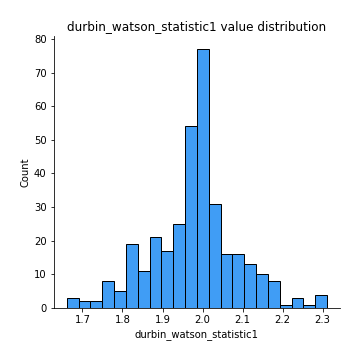 durbin_watson_statistic1 value distribution
80
70
60
50
40
30
20
10
0
Count
1.7 1.8 1.9 2.0 2.1 2.2 2.3
durbin_watson_statistic1